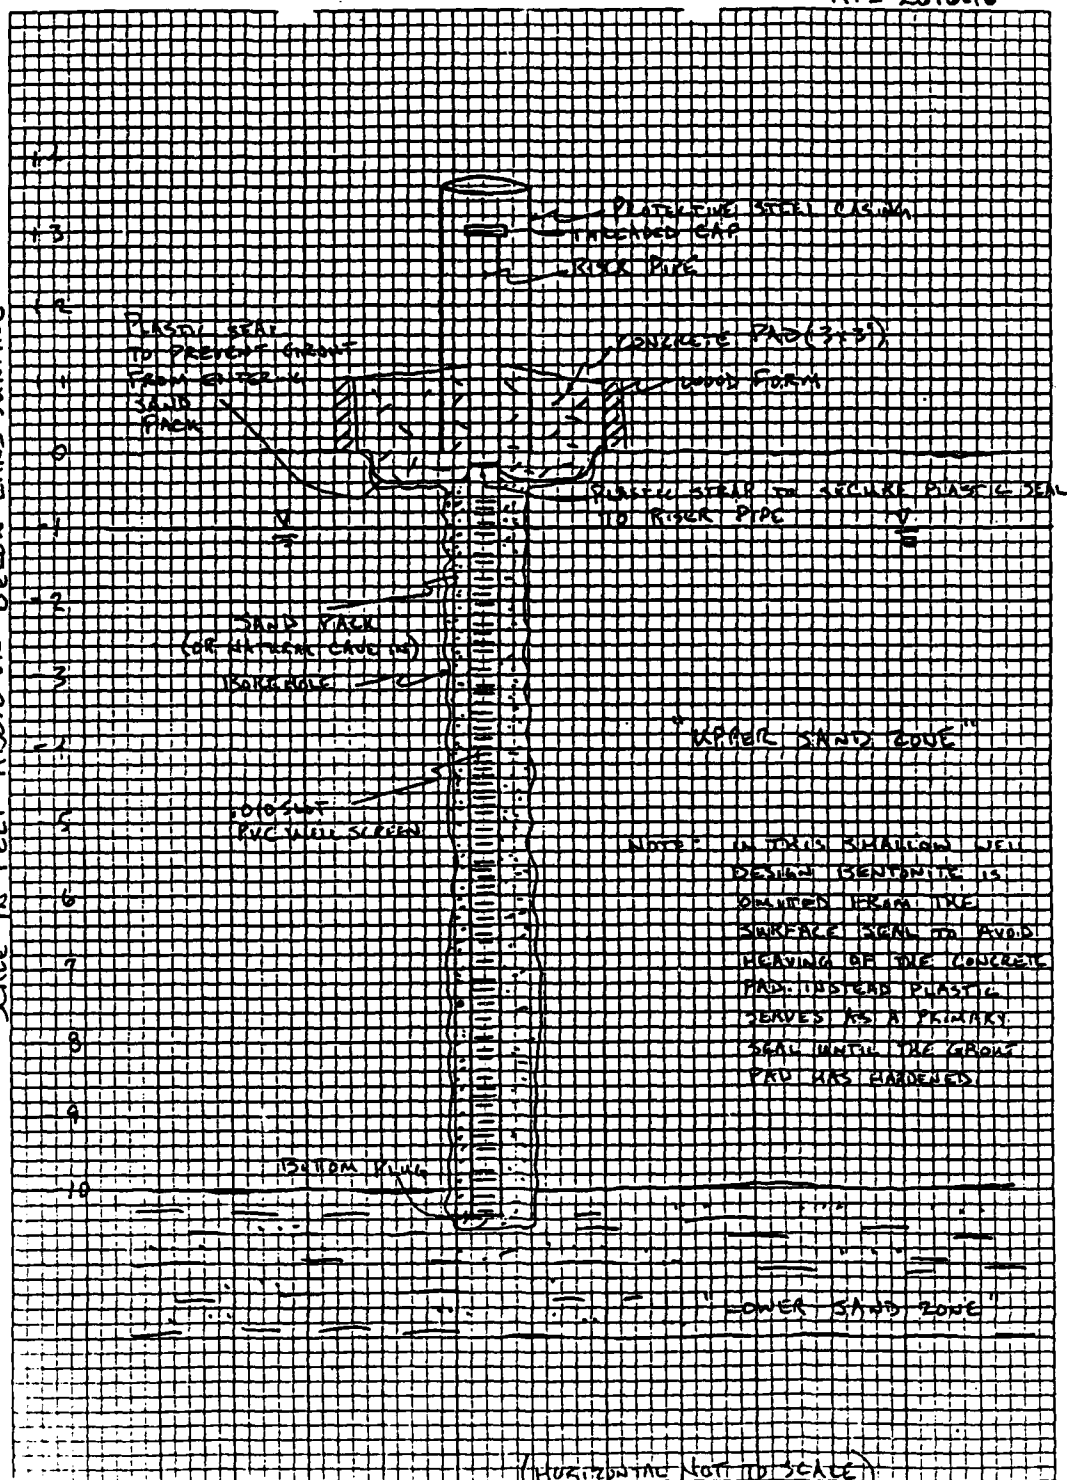 +3
PROTECTIVE STEEL CASING
THREADED CAP
RISER PIPE
PLASTIC SEAL
TO PREVENT GROUT
FROM ENTERING
SAND
PACK
CONCRETE PAD (3'x3')
WOOD FORM
0
PLASTIC STRAP TO SECURE PLASTIC SEAL
TO RISER PIPE
-1
-2
SAND PACK
(OR NATURAL CAVE IN)
3
BOREHOLE
"UPPER SAND ZONE"
.010 SLOT
PVC WELL SCREEN
5
NOTE: IN THIS SHALLOW WELL
DESIGN BENTONITE IS
OMITTED FROM THE
SURFACE SEAL TO AVOID
HEAVING OF THE CONCRETE
PAD. INSTEAD PLASTIC
SERVES AS A PRIMARY
SEAL UNTIL THE GROUT
PAD HAS HARDENED.
6
7
8
9
BOTTOM PLUG
10
"LOWER SAND ZONE"
(HORIZONTAL NOT TO SCALE)